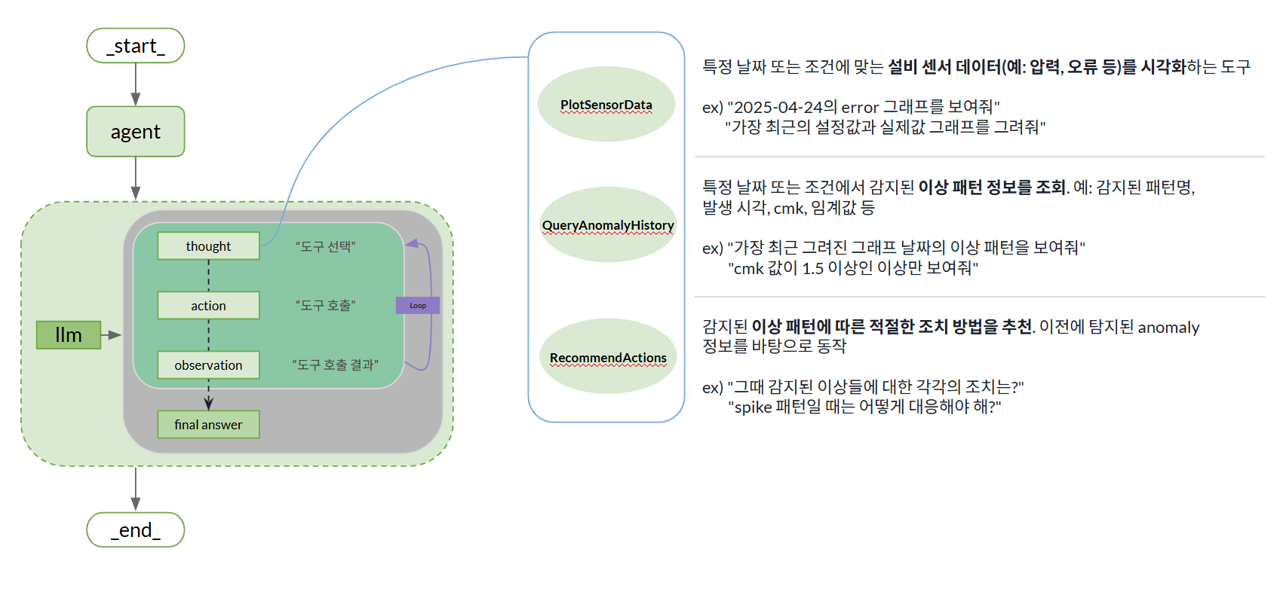 _start_
agent
llm
thought
"도구 선택"
action
"도구 호출"
Loop
observation
"도구 호출 결과"
final answer
_end_
PlotSensorData
특정 날짜 또는 조건에 맞는 설비 센서 데이터(예: 압력, 오류 등)를 시각화하는 도구
ex) "2025-04-24의 error 그래프를 보여줘"
"가장 최근의 설정값과 실제값 그래프를 그려줘"
QueryAnomalyHistory
특정 날짜 또는 조건에서 감지된 이상 패턴 정보를 조회. 예: 감지된 패턴명,
발생 시각, cmk, 임계값 등
ex) "가장 최근 그려진 그래프 날짜의 이상 패턴을 보여줘"
"cmk 값이 1.5 이상인 이상만 보여줘"
RecommendActions
감지된 이상 패턴에 따른 적절한 조치 방법을 추천. 이전에 탐지된 anomaly
정보를 바탕으로 동작
ex) "그때 감지된 이상들에 대한 각각의 조치는?"
"spike 패턴일 때는 어떻게 대응해야 해?"